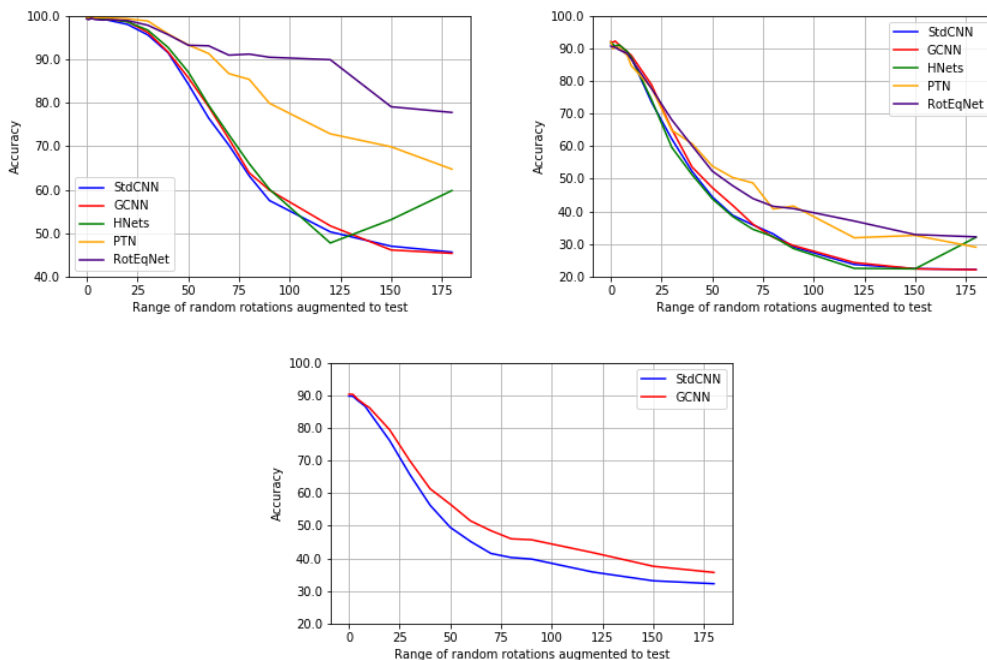 100.0
90.0
80.0
70.0
60.0
50.0
40.0
Accuracy
StdCNN
GCNN
HNets
PTN
RotEqNet
0 25 50 75 100 125 150 175
Range of random rotations augmented to test
100.0
90.0
80.0
70.0
60.0
50.0
40.0
30.0
20.0
Accuracy
StdCNN
GCNN
HNets
PTN
RotEqNet
0 25 50 75 100 125 150 175
Range of random rotations augmented to test
100.0
90.0
80.0
70.0
60.0
50.0
40.0
30.0
20.0
Accuracy
StdCNN
GCNN
0 25 50 75 100 125 150 175
Range of random rotations augmented to test